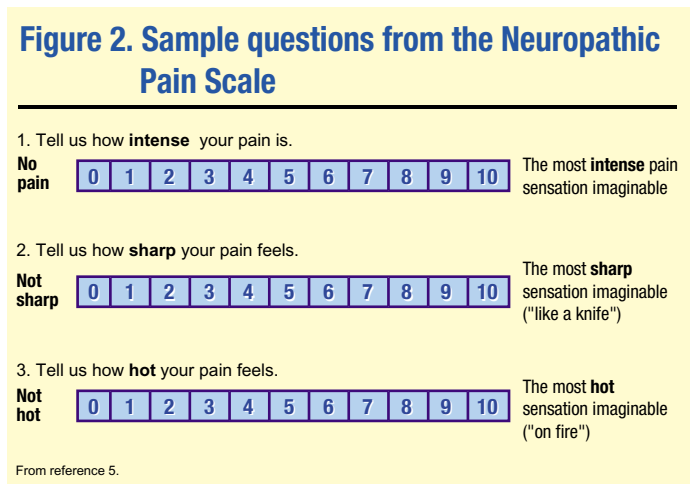 Figure 2. Sample questions from the Neuropathic
Pain Scale
1. Tell us how intense your pain is.
No
pain
0 1 2 3 4 5 6 7 8 9 10
The most intense pain
sensation imaginable
2. Tell us how sharp your pain feels.
Not
sharp
0 1 2 3 4 5 6 7 8 9 10
The most sharp
sensation imaginable
("like a knife")
3. Tell us how hot your pain feels.
Not
hot
0 1 2 3 4 5 6 7 8 9 10
The most hot
sensation imaginable
("on fire")
From reference 5.